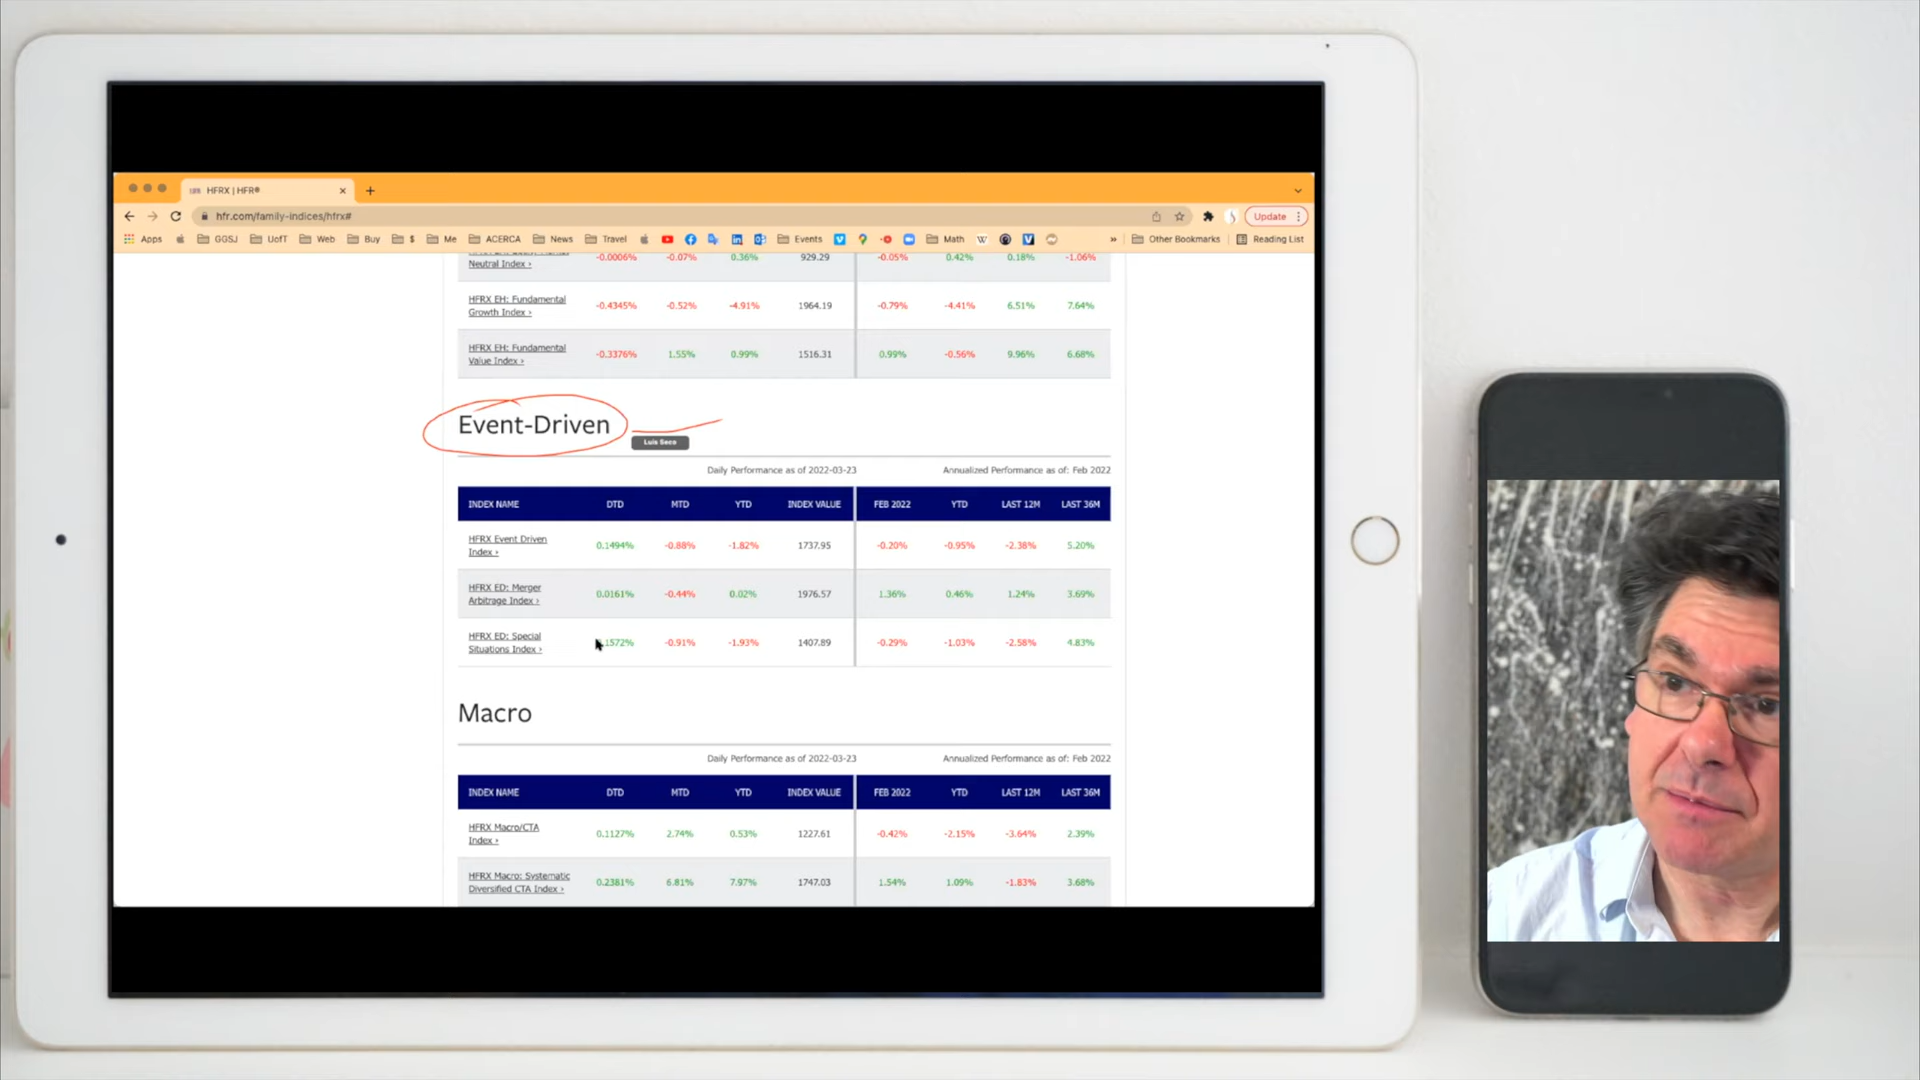 HFRX | HFR®
hfr.com/family-indices/hfrx#
Update
Apps GGSJ UofT Web Buy $ Me ACERCA News Travel Events Math » Other Bookmarks Reading List
Neutral Index › -0.0006% -0.07% 0.36% 929.29 -0.05% 0.42% 0.18% -1.06%
HFRX EH: Fundamental
Growth Index › -0.4345% -0.52% -4.91% 1964.19 -0.79% -4.41% 6.51% 7.64%
HFRX EH: Fundamental
Value Index › -0.3376% 1.55% 0.99% 1516.31 0.99% -0.56% 9.96% 6.68%
Event-Driven
Luis Seco
Daily Performance as of 2022-03-23 Annualized Performance as of: Feb 2022
INDEX NAME DTD MTD YTD INDEX VALUE FEB 2022 YTD LAST 12M LAST 36M
HFRX Event Driven
Index › 0.1494% -0.88% -1.82% 1737.95 -0.20% -0.95% -2.38% 5.20%
HFRX ED: Merger
Arbitrage Index › 0.0161% -0.44% 0.02% 1976.57 1.36% 0.46% 1.24% 3.69%
HFRX ED: Special
Situations Index › .1572% -0.91% -1.93% 1407.89 -0.29% -1.03% -2.58% 4.83%
Macro
Daily Performance as of 2022-03-23 Annualized Performance as of: Feb 2022
INDEX NAME DTD MTD YTD INDEX VALUE FEB 2022 YTD LAST 12M LAST 36M
HFRX Macro/CTA
Index › 0.1127% 2.74% 0.53% 1227.61 -0.42% -2.15% -3.64% 2.39%
HFRX Macro: Systematic
Diversified CTA Index › 0.2381% 6.81% 7.97% 1747.03 1.54% 1.09% -1.83% 3.68%